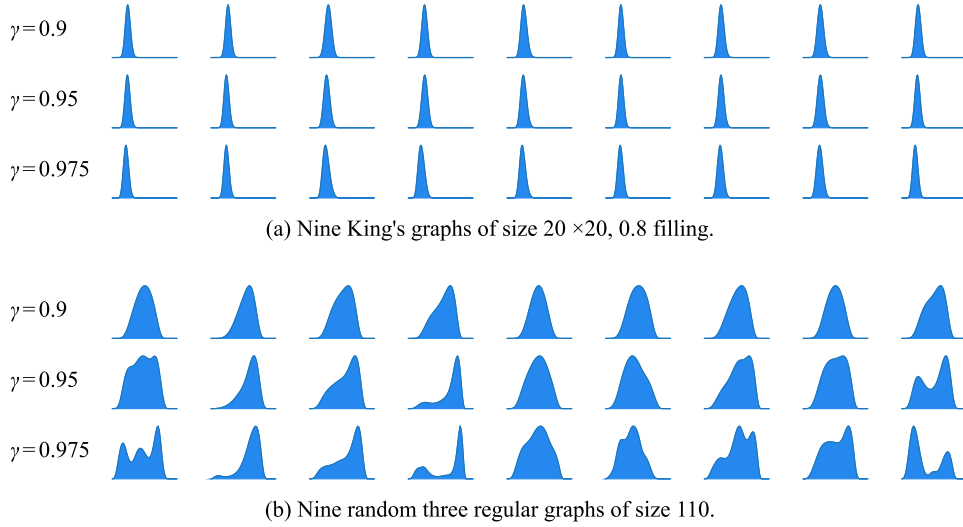 γ=0.9
γ=0.95
γ=0.975
(a) Nine King's graphs of size 20 ×20, 0.8 filling.
γ=0.9
γ=0.95
γ=0.975
(b) Nine random three regular graphs of size 110.